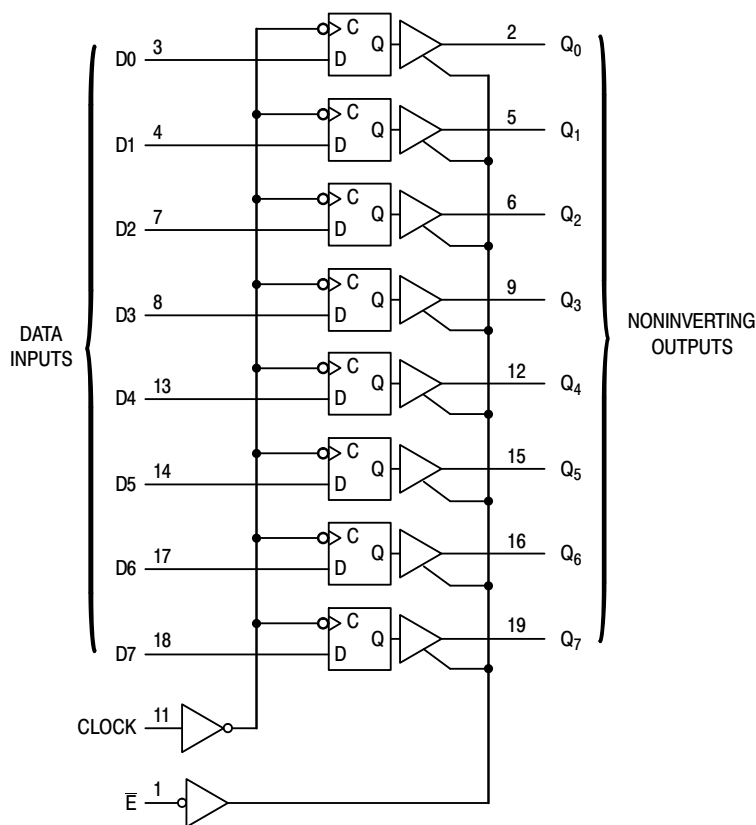 C
Q
2
Q0
D0
3
D
C
Q
5
Q1
D1
4
D
C
Q
6
Q2
D2
7
D
C
Q
9
Q3
D3
8
D
DATA
INPUTS
NONINVERTING
OUTPUTS
C
Q
12
Q4
D4
13
D
C
Q
15
Q5
D5
14
D
C
Q
16
Q6
D6
17
D
C
Q
19
Q7
D7
18
D
CLOCK
11
E̅
1